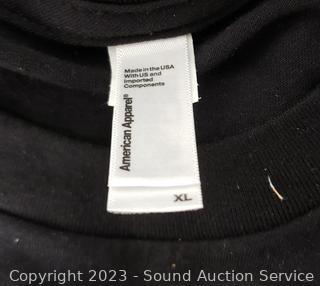 Made in the USA
With US and
Imported
Components
American Apparel®
XL
Copyright 2023 - Sound Auction Service